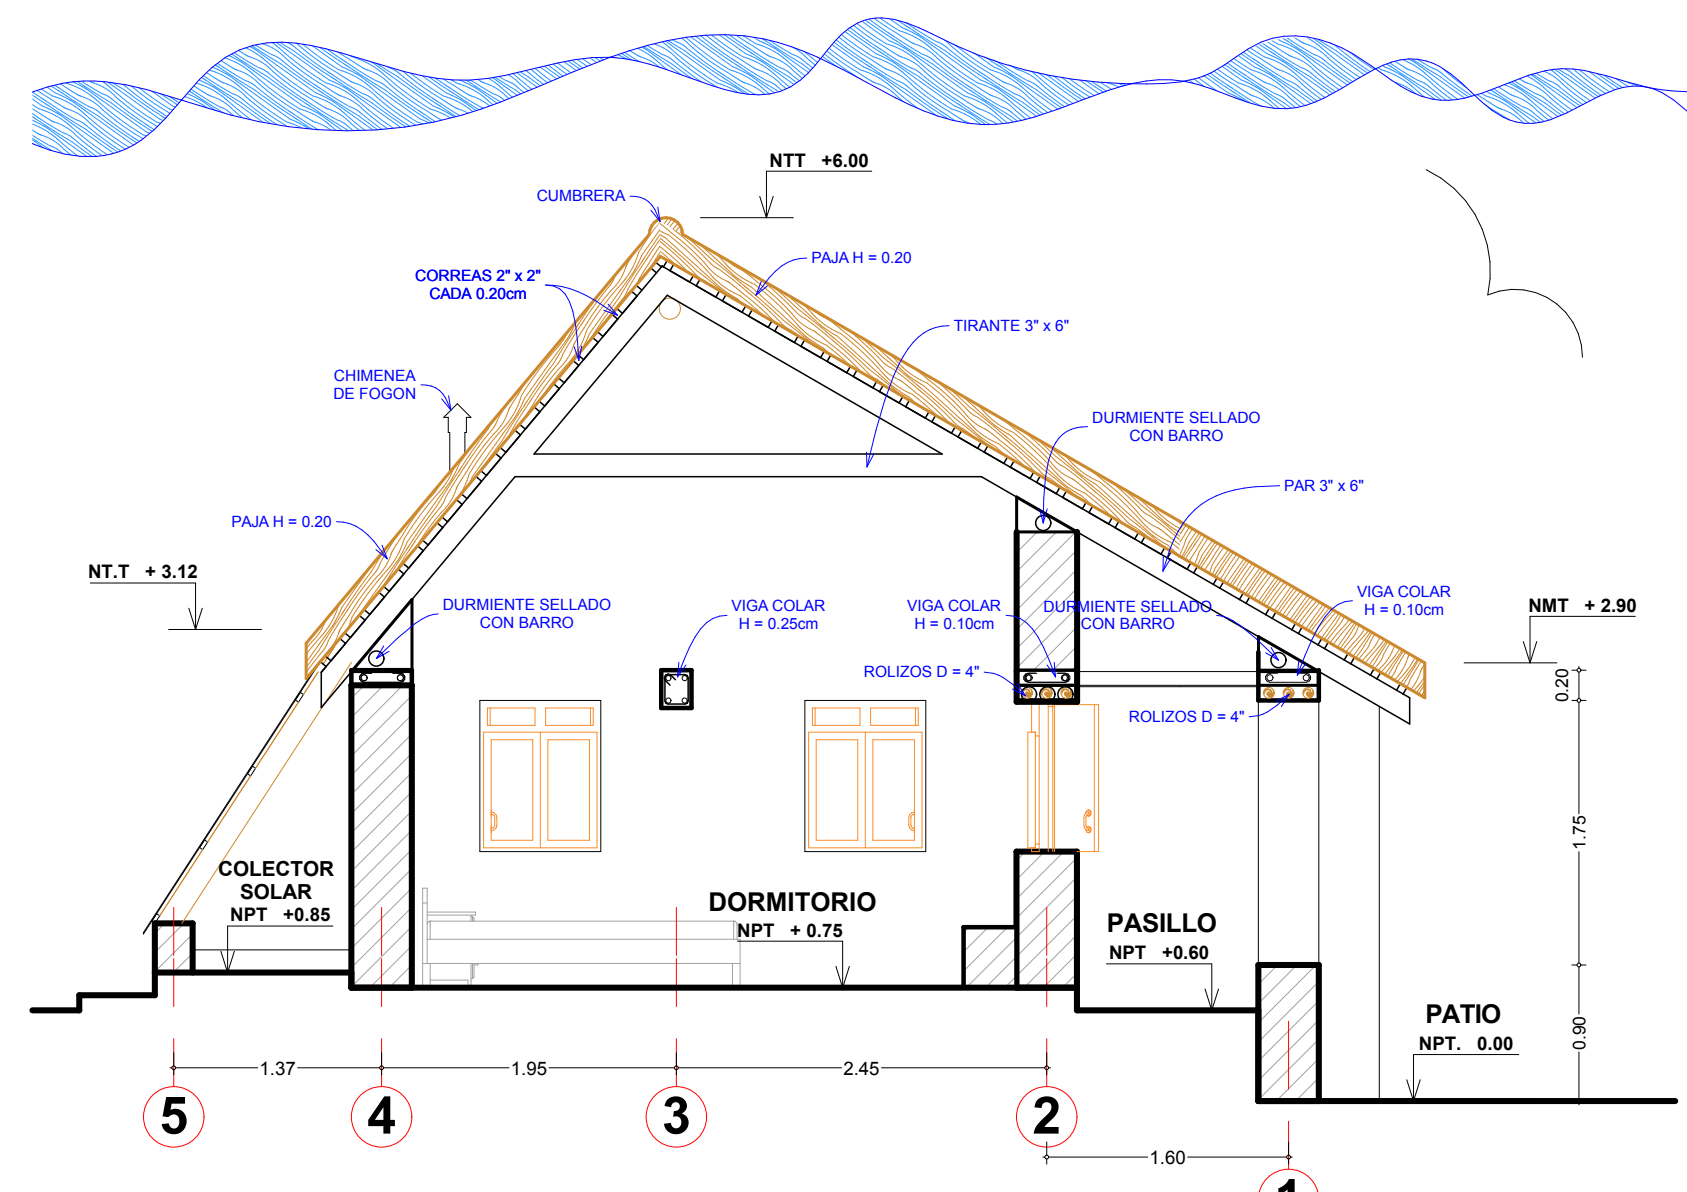 NTT +6.00
CUMBRERA
PAJA H = 0.20
CORREAS 2" x 2"
CADA 0.20cm
TIRANTE 3" x 6"
CHIMENEA
DE FOGON
DURMIENTE SELLADO
CON BARRO
PAR 3" x 6"
PAJA H = 0.20
NT.T + 3.12
DURMIENTE SELLADO
CON BARRO
VIGA COLAR
H = 0.25cm
VIGA COLAR
H = 0.10cm
DURMIENTE SELLADO
CON BARRO
VIGA COLAR
H = 0.10cm
NMT + 2.90
ROLIZOS D = 4"
ROLIZOS D = 4"
0.20
1.75
0.90
COLECTOR
SOLAR
NPT +0.85
DORMITORIO
NPT + 0.75
PASILLO
NPT +0.60
PATIO
NPT. 0.00
1.37
1.95
2.45
5
4
3
2
1.60
1